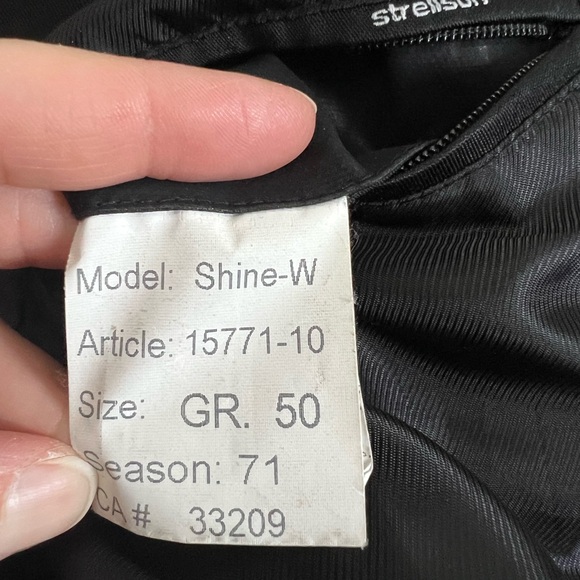 strellson
Model: Shine-W
Article: 15771-10
Size: GR. 50
Season: 71
CA # 33209